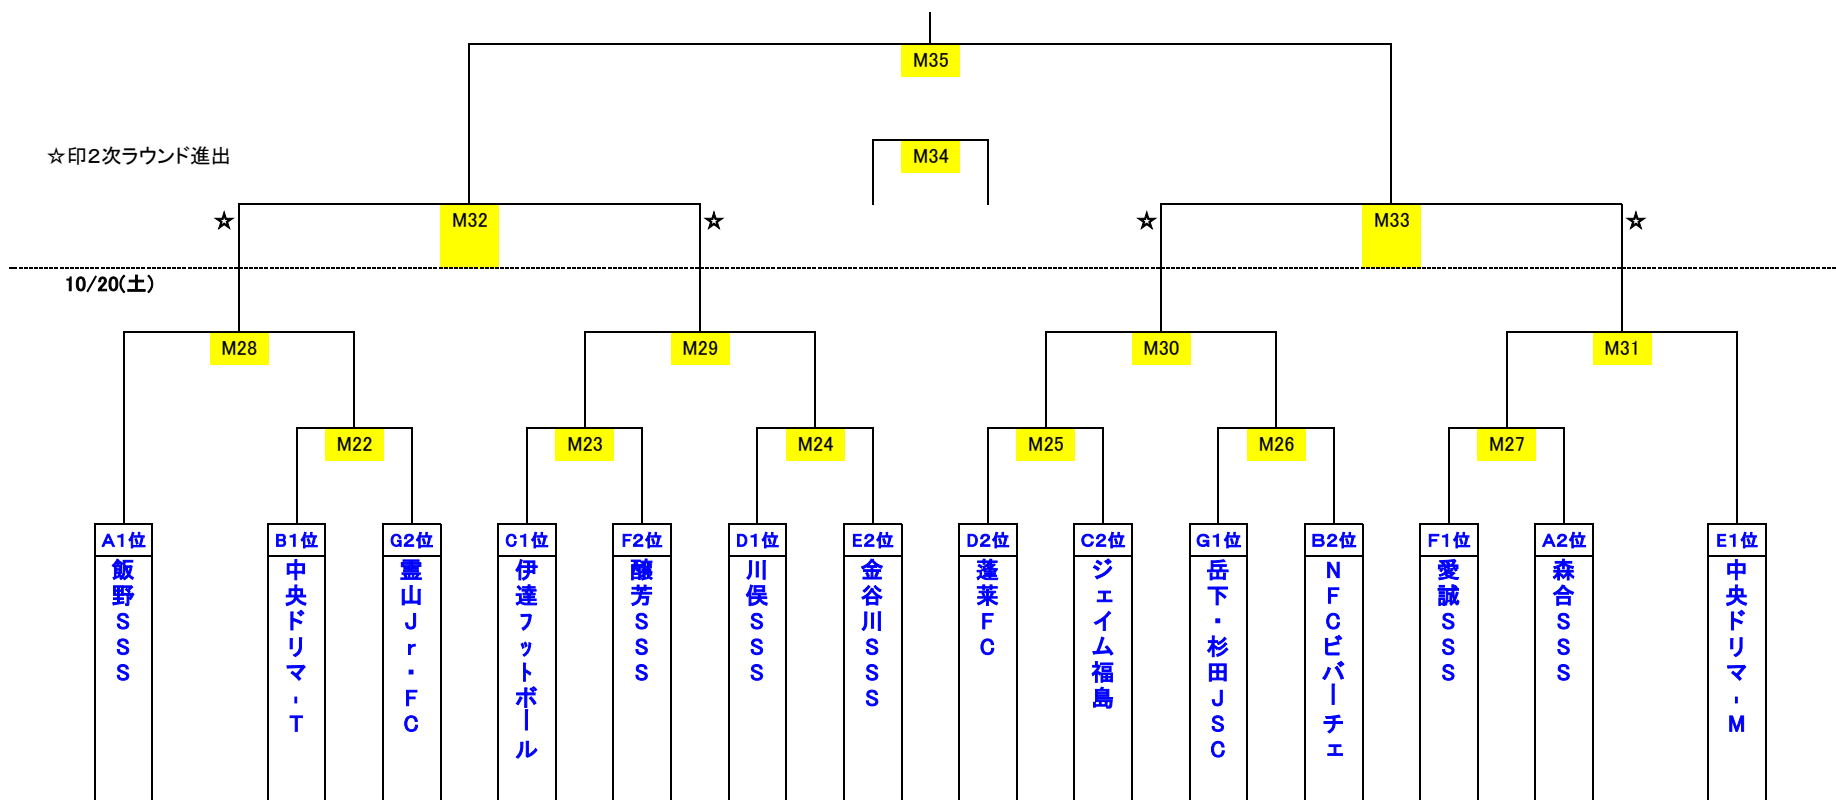 M35
☆印2次ラウンド進出
M34
☆ M32 ☆ ☆ M33 ☆
10/20(土)
M28 M29 M30 M31
M22 M23 M24 M25 M26 M27
A1位 B1位 G2位 C1位 F2位 D1位 E2位 D2位 C2位 G1位 B2位 F1位 A2位 E1位
飯野SSS
中央ドリマ-T
霊山Jr・FC
伊達フットボール
醸芳SSS
川俣SSS
金谷川SSS
蓬莱FC
ジェイム福島
岳下・杉田JSC
NFCビバーチェ
愛誠SSS
森合SSS
中央ドリマ-M